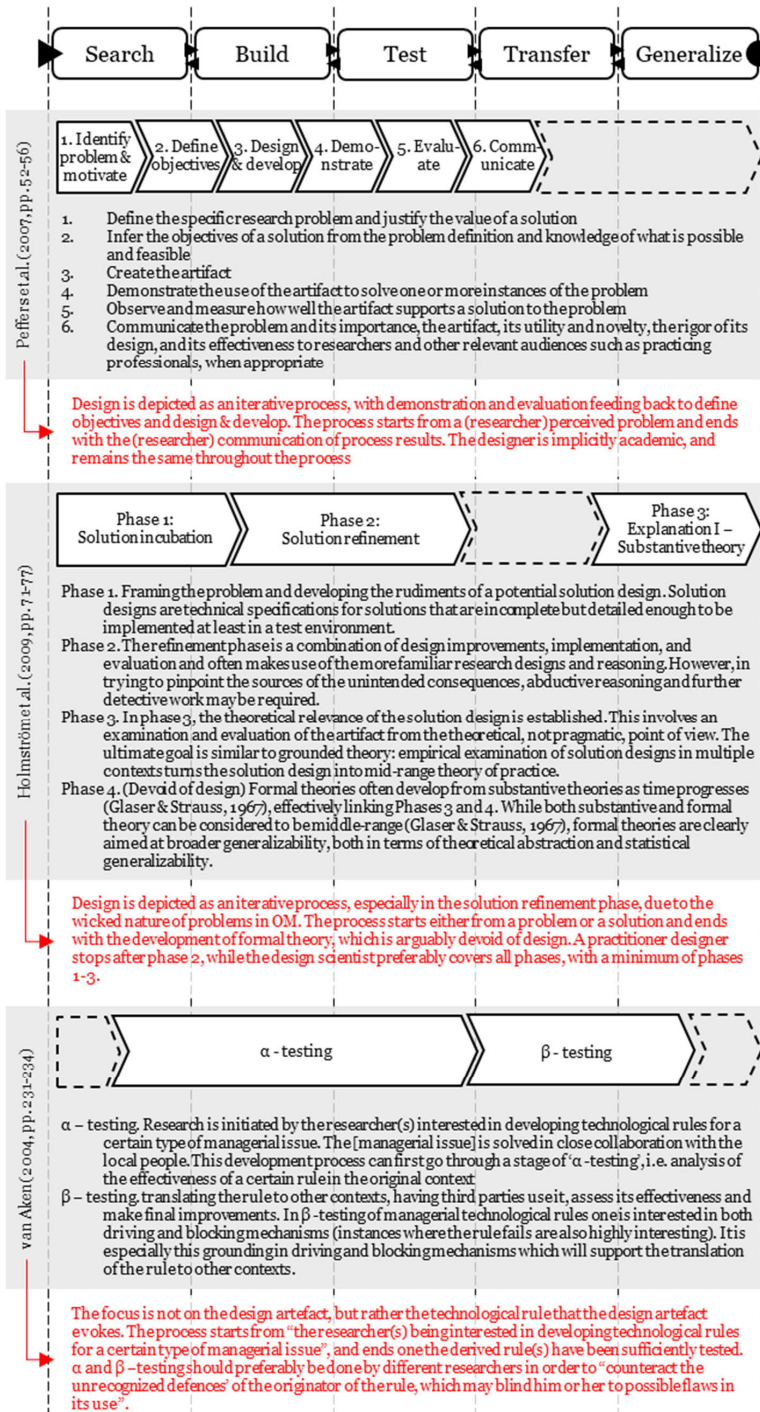 Search
Build
Test
Transfer
Generalize
Peffers et al. (2007, pp. 52-56)
1. Identify
problem &
motivate
2. Define
objectives
3. Design
& develop
4. Demo-
nstrate
5. Evalu-
ate
6. Comm-
unicate
1. Define the specific research problem and justify the value of a solution
2. Infer the objectives of a solution from the problem definition and knowledge of what is possible
and feasible
3. Create the artifact
4. Demonstrate the use of the artifact to solve one or more instances of the problem
5. Observe and measure how well the artifact supports a solution to the problem
6. Communicate the problem and its importance, the artifact, its utility and novelty, the rigor of its
design, and its effectiveness to researchers and other relevant audiences such as practicing
professionals, when appropriate
Design is depicted as an iterative process, with demonstration and evaluation feeding back to define
objectives and design & develop. The process starts from a (researcher) perceived problem and ends
with the (researcher) communication of process results. The designer is implicitly academic, and
remains the same throughout the process
Holmström et al. (2009, pp. 71-77)
Phase 1:
Solution incubation
Phase 2:
Solution refinement
Phase 3:
Explanation I –
Substantive theory
Phase 1. Framing the problem and developing the rudiments of a potential solution design. Solution
designs are technical specifications for solutions that are incomplete but detailed enough to be
implemented at least in a test environment.
Phase 2. The refinement phase is a combination of design improvements, implementation, and
evaluation and often makes use of the more familiar research designs and reasoning. However, in
trying to pinpoint the sources of the unintended consequences, abductive reasoning and further
detective work may be required.
Phase 3. In phase 3, the theoretical relevance of the solution design is established. This involves an
examination and evaluation of the artifact from the theoretical, not pragmatic, point of view. The
ultimate goal is similar to grounded theory: empirical examination of solution designs in multiple
contexts turns the solution design into mid-range theory of practice.
Phase 4. (Devoid of design) Formal theories often develop from substantive theories as time progresses
(Glaser & Strauss, 1967), effectively linking Phases 3 and 4. While both substantive and formal
theory can be considered to be middle-range (Glaser & Strauss, 1967), formal theories are clearly
aimed at broader generalizability, both in terms of theoretical abstraction and statistical
generalizability.
Design is depicted as an iterative process, especially in the solution refinement phase, due to the
wicked nature of problems in OM. The process starts either from a problem or a solution and ends
with the development of formal theory, which is arguably devoid of design. A practitioner designer
stops after phase 2, while the design scientist preferably covers all phases, with a minimum of phases
1-3.
van Aken (2004, pp. 231-234)
α - testing
β - testing
α – testing. Research is initiated by the researcher(s) interested in developing technological rules for a
certain type of managerial issue. The [managerial issue] is solved in close collaboration with the
local people. This development process can first go through a stage of ‘α -testing’, i.e. analysis of
the effectiveness of a certain rule in the original context
β – testing. translating the rule to other contexts, having third parties use it, assess its effectiveness and
make final improvements. In β -testing of managerial technological rules one is interested in both
driving and blocking mechanisms (instances where the rule fails are also highly interesting). It is
especially this grounding in driving and blocking mechanisms which will support the translation
of the rule to other contexts.
The focus is not on the design artefact, but rather the technological rule that the design artefact
evokes. The process starts from “the researcher(s) being interested in developing technological rules
for a certain type of managerial issue”, and ends one the derived rule(s) have been sufficiently tested.
α and β –testing should preferably be done by different researchers in order to “counteract the
unrecognized defences’ of the originator of the rule, which may blind him or her to possible flaws in
its use”.